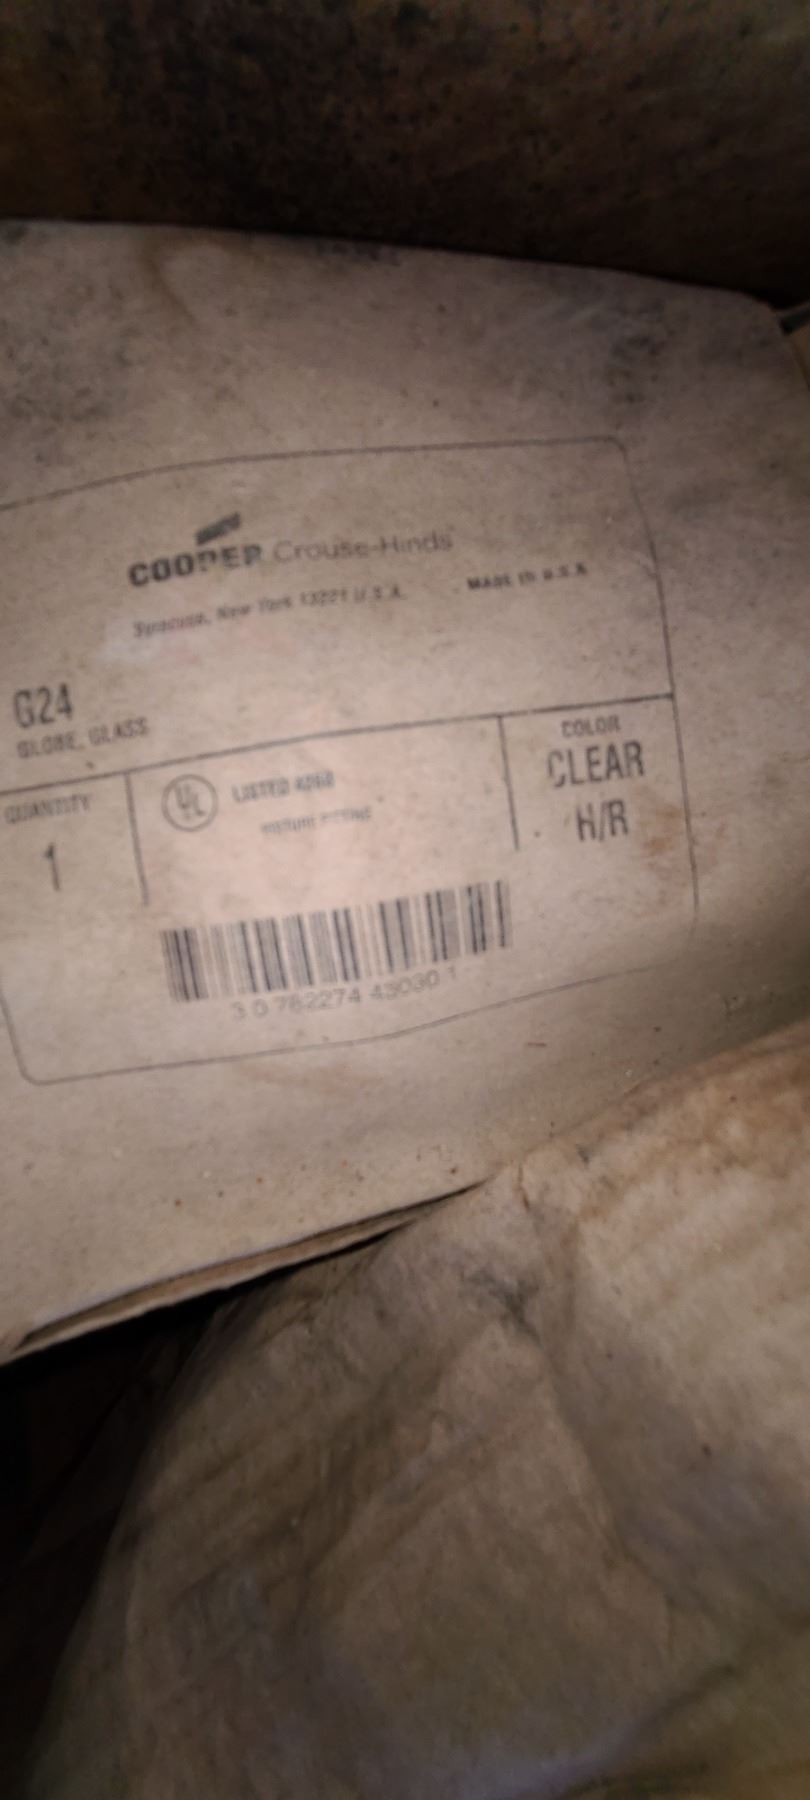 COOPER Crouse-Hinds
Syracuse, New York 13221 U.S.A. MADE IN U.S.A.
G24
GLOBE, GLASS
QUANTITY
1
UL LISTED
COLOR
CLEAR
H/R
3 0 782274 43030 1